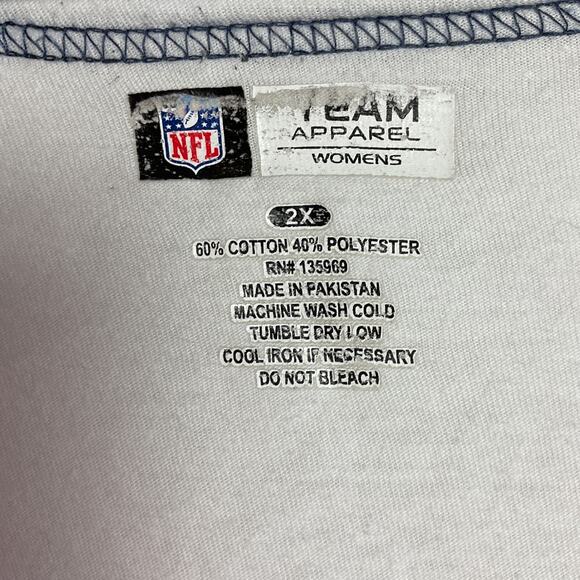 NFL
TEAM
APPAREL
WOMENS
2X
60% COTTON 40% POLYESTER
RN# 135969
MADE IN PAKISTAN
MACHINE WASH COLD
TUMBLE DRY LOW
COOL IRON IF NECESSARY
DO NOT BLEACH